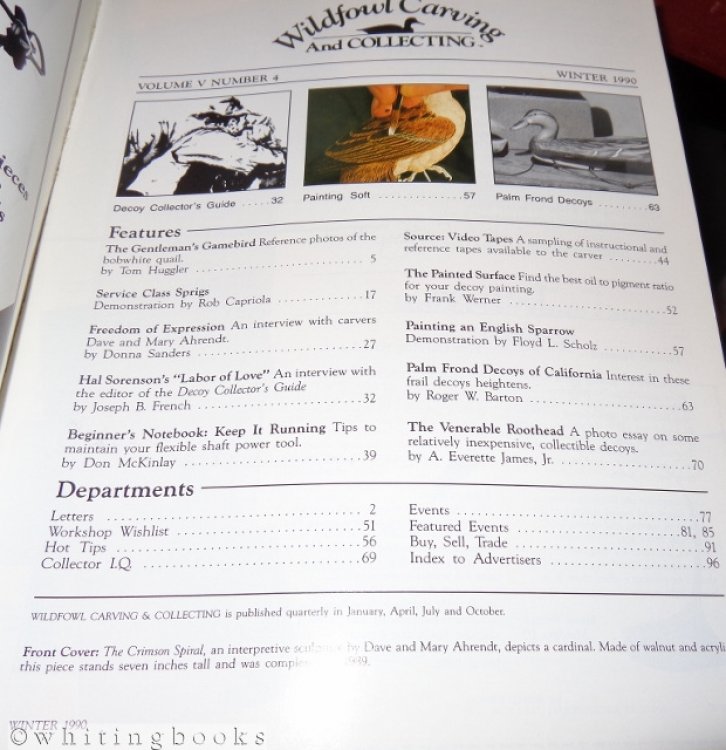 Wildfowl Carving
And COLLECTING
VOLUME V NUMBER 4
WINTER 1990
Decoy Collector's Guide .....32
Painting Soft ...............57
Palm Frond Decoys .........63
Features
The Gentleman's Gamebird Reference photos of the
bobwhite quail.
by Tom Huggler ..............................5
Service Class Sprigs
Demonstration by Rob Capriola ..............17
Freedom of Expression An interview with carvers
Dave and Mary Ahrendt.
by Donna Sanders ...........................27
Hal Sorenson's "Labor of Love" An interview with
the editor of the Decoy Collector's Guide
by Joseph B. French .........................32
Beginner's Notebook: Keep It Running Tips to
maintain your flexible shaft power tool.
by Don McKinlay ............................39
Source: Video Tapes A sampling of instructional and
reference tapes available to the carver .........44
The Painted Surface Find the best oil to pigment ratio
for your decoy painting.
by Frank Werner .........................52
Painting an English Sparrow
Demonstration by Floyd L. Scholz ...........57
Palm Frond Decoys of California Interest in these
frail decoys heightens.
by Roger W. Barton ........................63
The Venerable Roothead A photo essay on some
relatively inexpensive, collectible decoys.
by A. Everette James, Jr. ....................70
Departments
Letters ................................2
Workshop Wishlist .......................51
Hot Tips ...............................56
Collector I.Q. ...........................69
Events ...............................77
Featured Events .....................81, 85
Buy, Sell, Trade ........................91
Index to Advertisers ....................96
WILDFOWL CARVING & COLLECTING is published quarterly in January, April, July and October.
Front Cover: The Crimson Spiral, an interpretive by Dave and Mary Ahrendt, depicts a cardinal. Made of walnut and
this piece stands seven inches tall and was
WINTER 1990
©whitingbooks